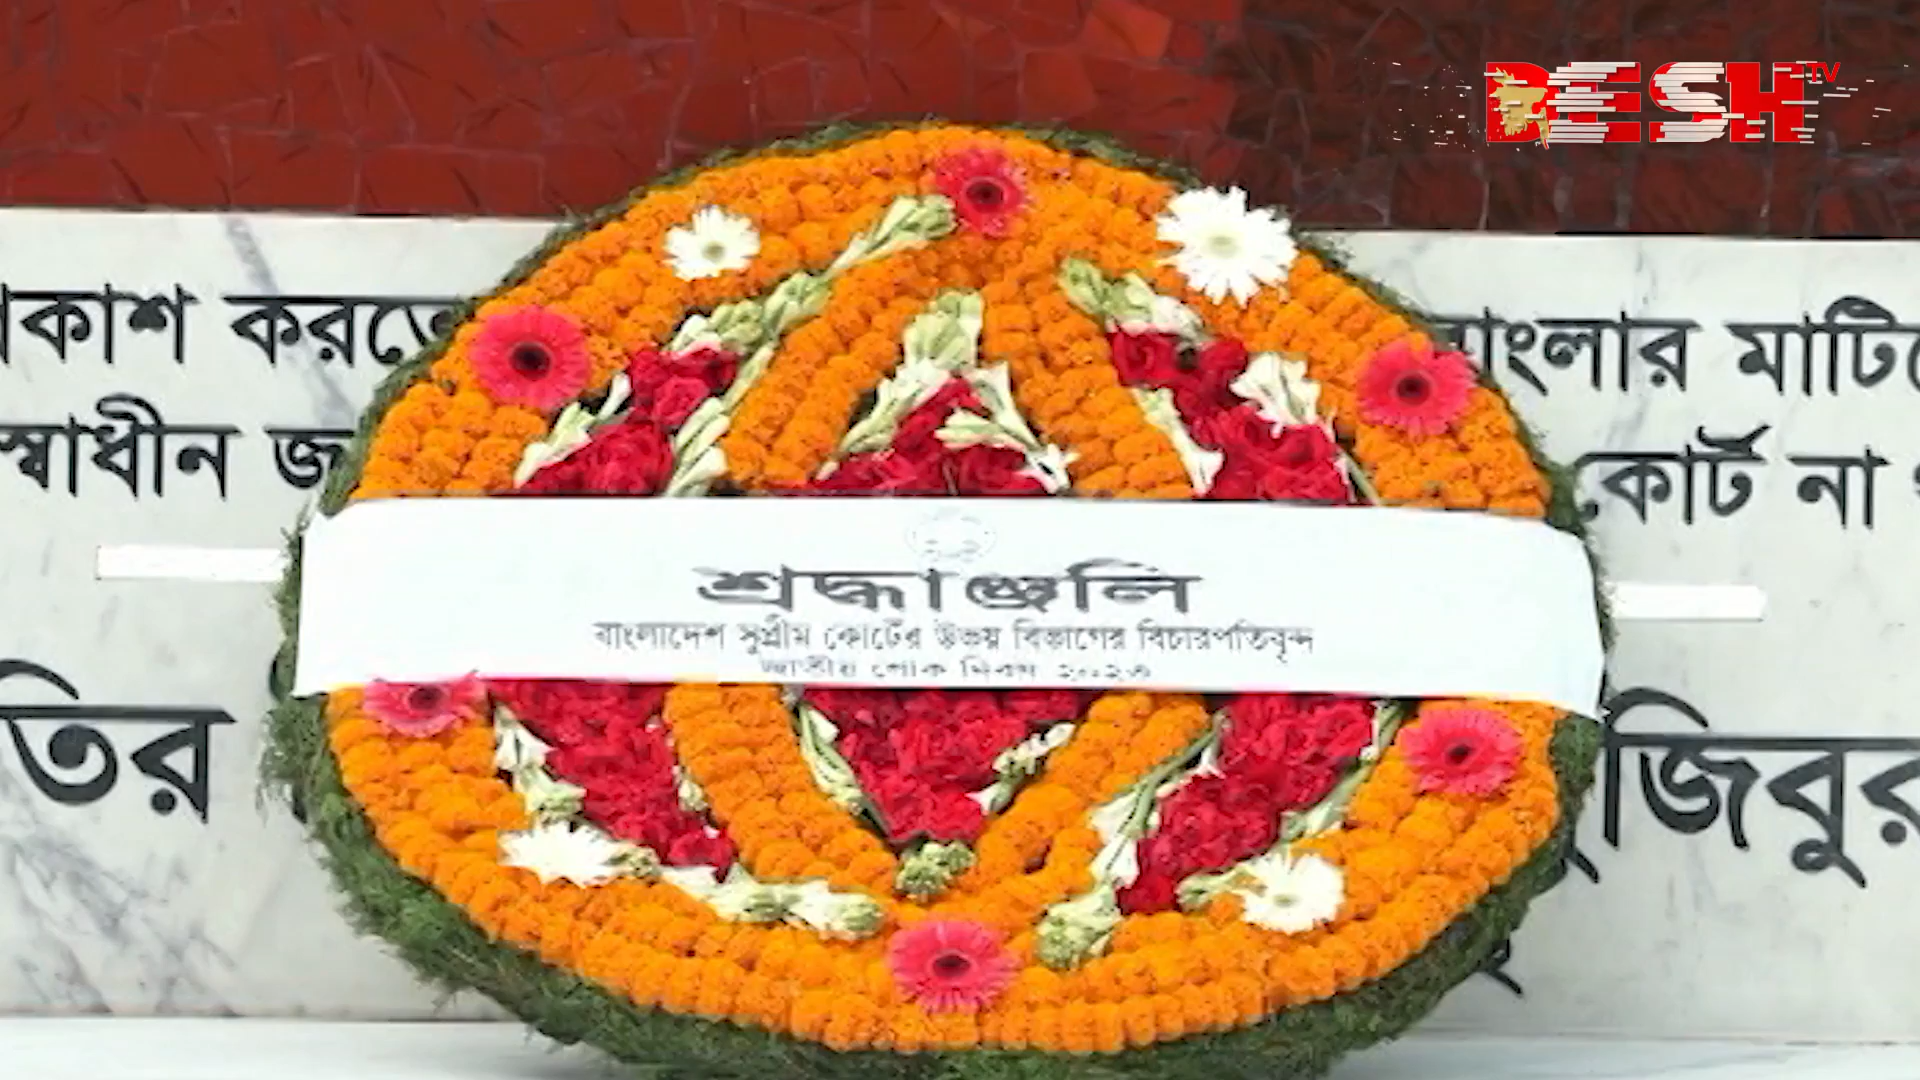 DESH TV
প্রকাশ করতে
বাংলার মাটিতে
স্বাধীন
কোর্ট না
শ্রদ্ধাঞ্জলি
বাংলাদেশ সুপ্রীম কোর্টের উভয় বিভাগের বিচারপতিবৃন্দ
জাতীয় শোক দিবস
তির
মুজিবুর